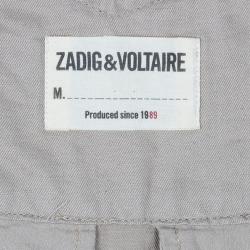 ZADIG&VOLTAIRE
M.
Produced since 1989